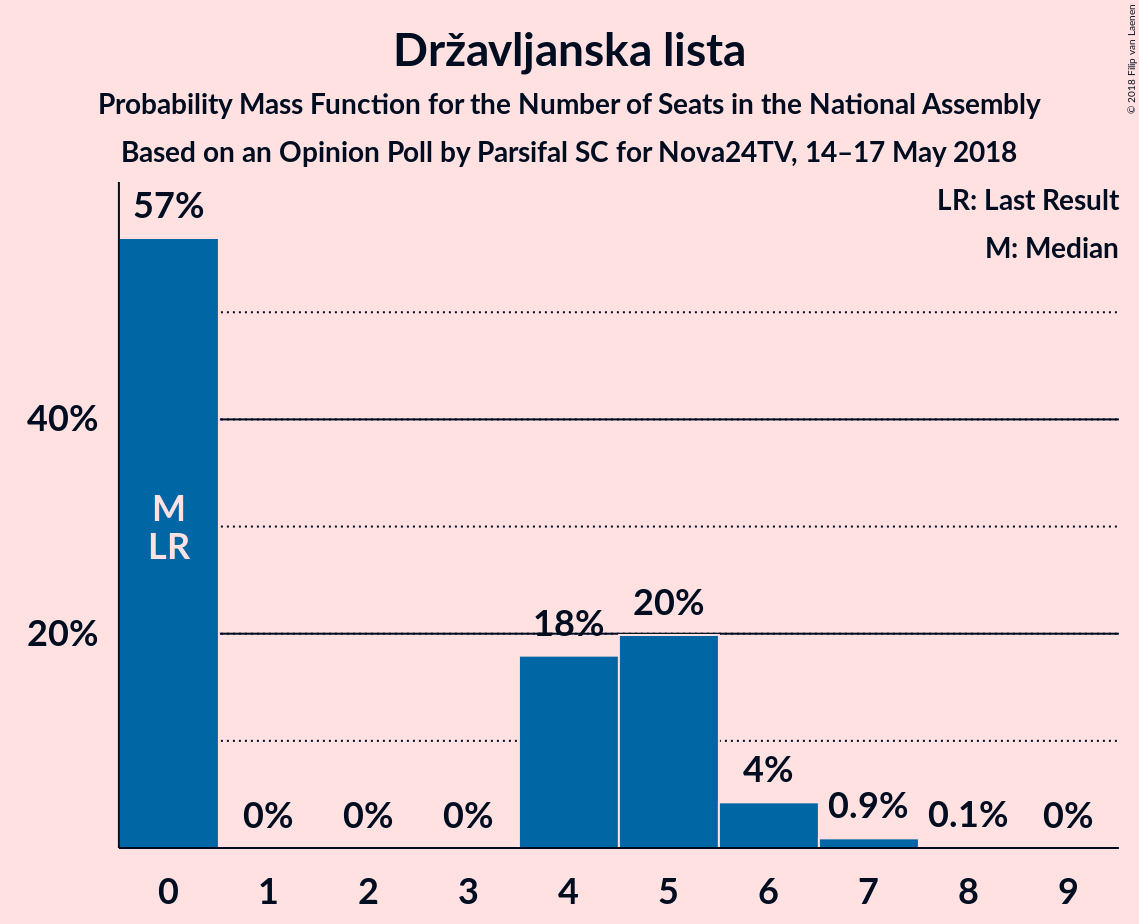 Državljanska lista
Probability Mass Function for the Number of Seats in the National Assembly
Based on an Opinion Poll by Parsifal SC for Nova24TV, 14–17 May 2018
© 2018 Filip van Laenen
LR: Last Result
M: Median
57%
40%
M
LR
20%
18%
20%
0%
0%
0%
4%
0.9%
0.1%
0%
0 1 2 3 4 5 6 7 8 9